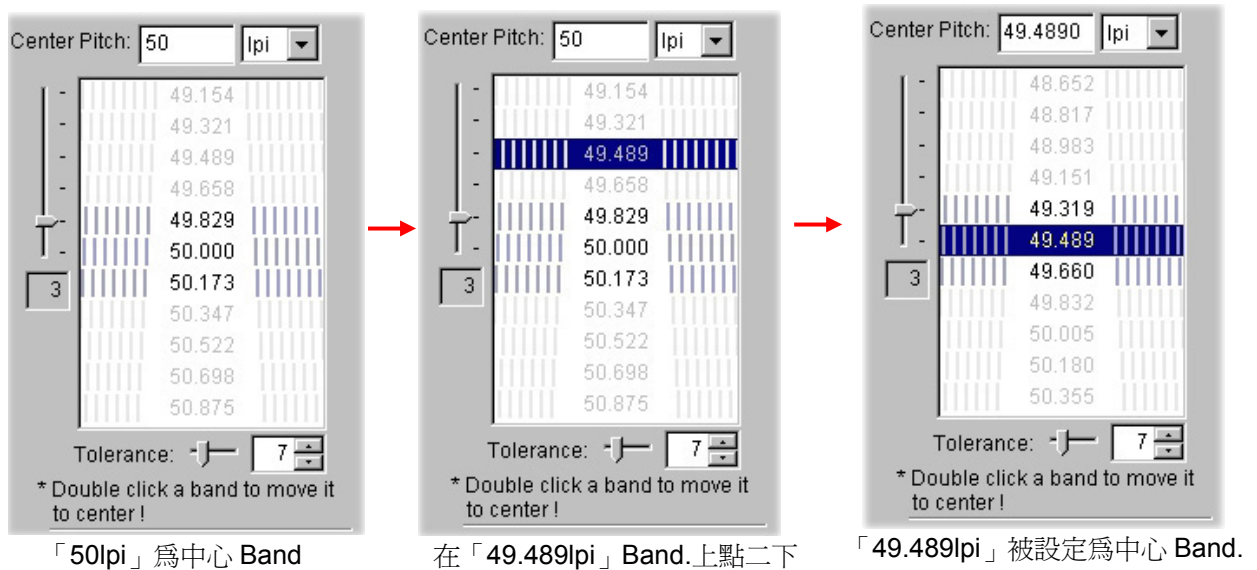 Center Pitch: 50 lpi
49.154
49.321
49.489
49.658
49.829
50.000
50.173
50.347
50.522
50.698
50.875
3
Tolerance: 7
* Double click a band to move it
to center !
「50lpi」為中心 Band
Center Pitch: 50 lpi
49.154
49.321
49.489
49.658
49.829
50.000
50.173
50.347
50.522
50.698
50.875
3
Tolerance: 7
* Double click a band to move it
to center !
在「49.489lpi」Band.上點二下
Center Pitch: 49.4890 lpi
48.652
48.817
48.983
49.151
49.319
49.489
49.660
49.832
50.005
50.180
50.355
3
Tolerance: 7
* Double click a band to move it
to center !
「49.489lpi」被設定為中心 Band.